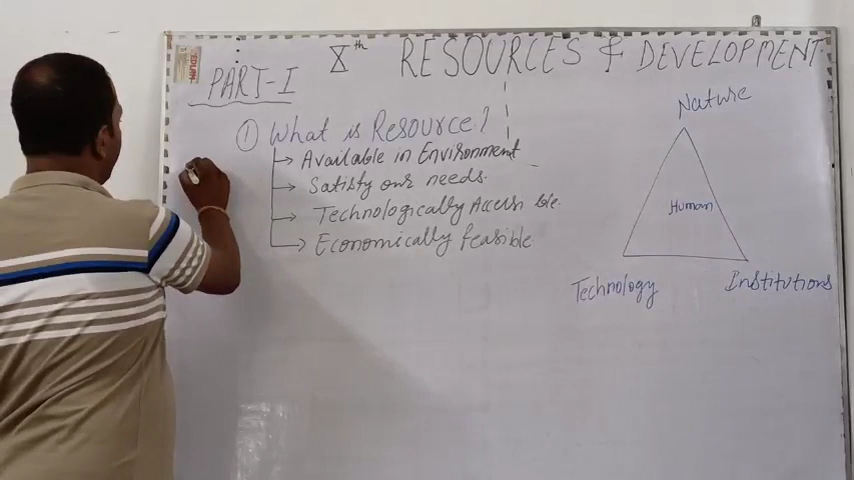 Xth RESOURCES & DEVELOPMENT
PART-I
① What is Resource?
→ Available in Environment
→ Satisfy our needs.
→ Technologically Accessible.
→ Economically feasible
Nature
Human
Technology
Institutions